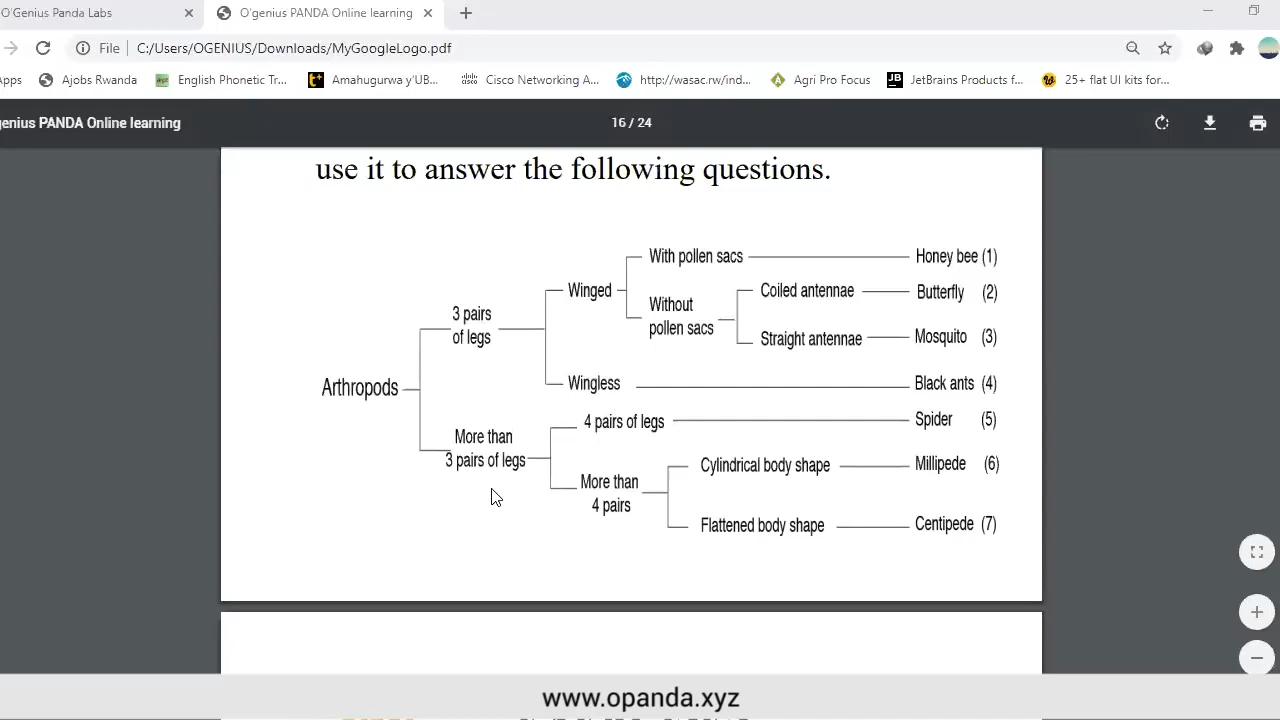 O'Genius Panda Labs
O'genius PANDA Online learning
File
C:/Users/OGENIUS/Downloads/MyGoogleLogo.pdf
Apps
Ajobs Rwanda
English Phonetic Tr...
Amahugurwa y'UB...
Cisco Networking A...
http://wasac.rw/ind...
Agri Pro Focus
JetBrains Products f...
25+ flat UI kits for...
genius PANDA Online learning
16 / 24
use it to answer the following questions.
With pollen sacs
Honey bee (1)
Winged
Without
pollen sacs
Coiled antennae
Butterfly (2)
3 pairs
of legs
Straight antennae
Mosquito (3)
Arthropods
Wingless
Black ants (4)
4 pairs of legs
Spider (5)
More than
3 pairs of legs
Cylindrical body shape
Millipede (6)
More than
4 pairs
Flattened body shape
Centipede (7)
www.opanda.xyz